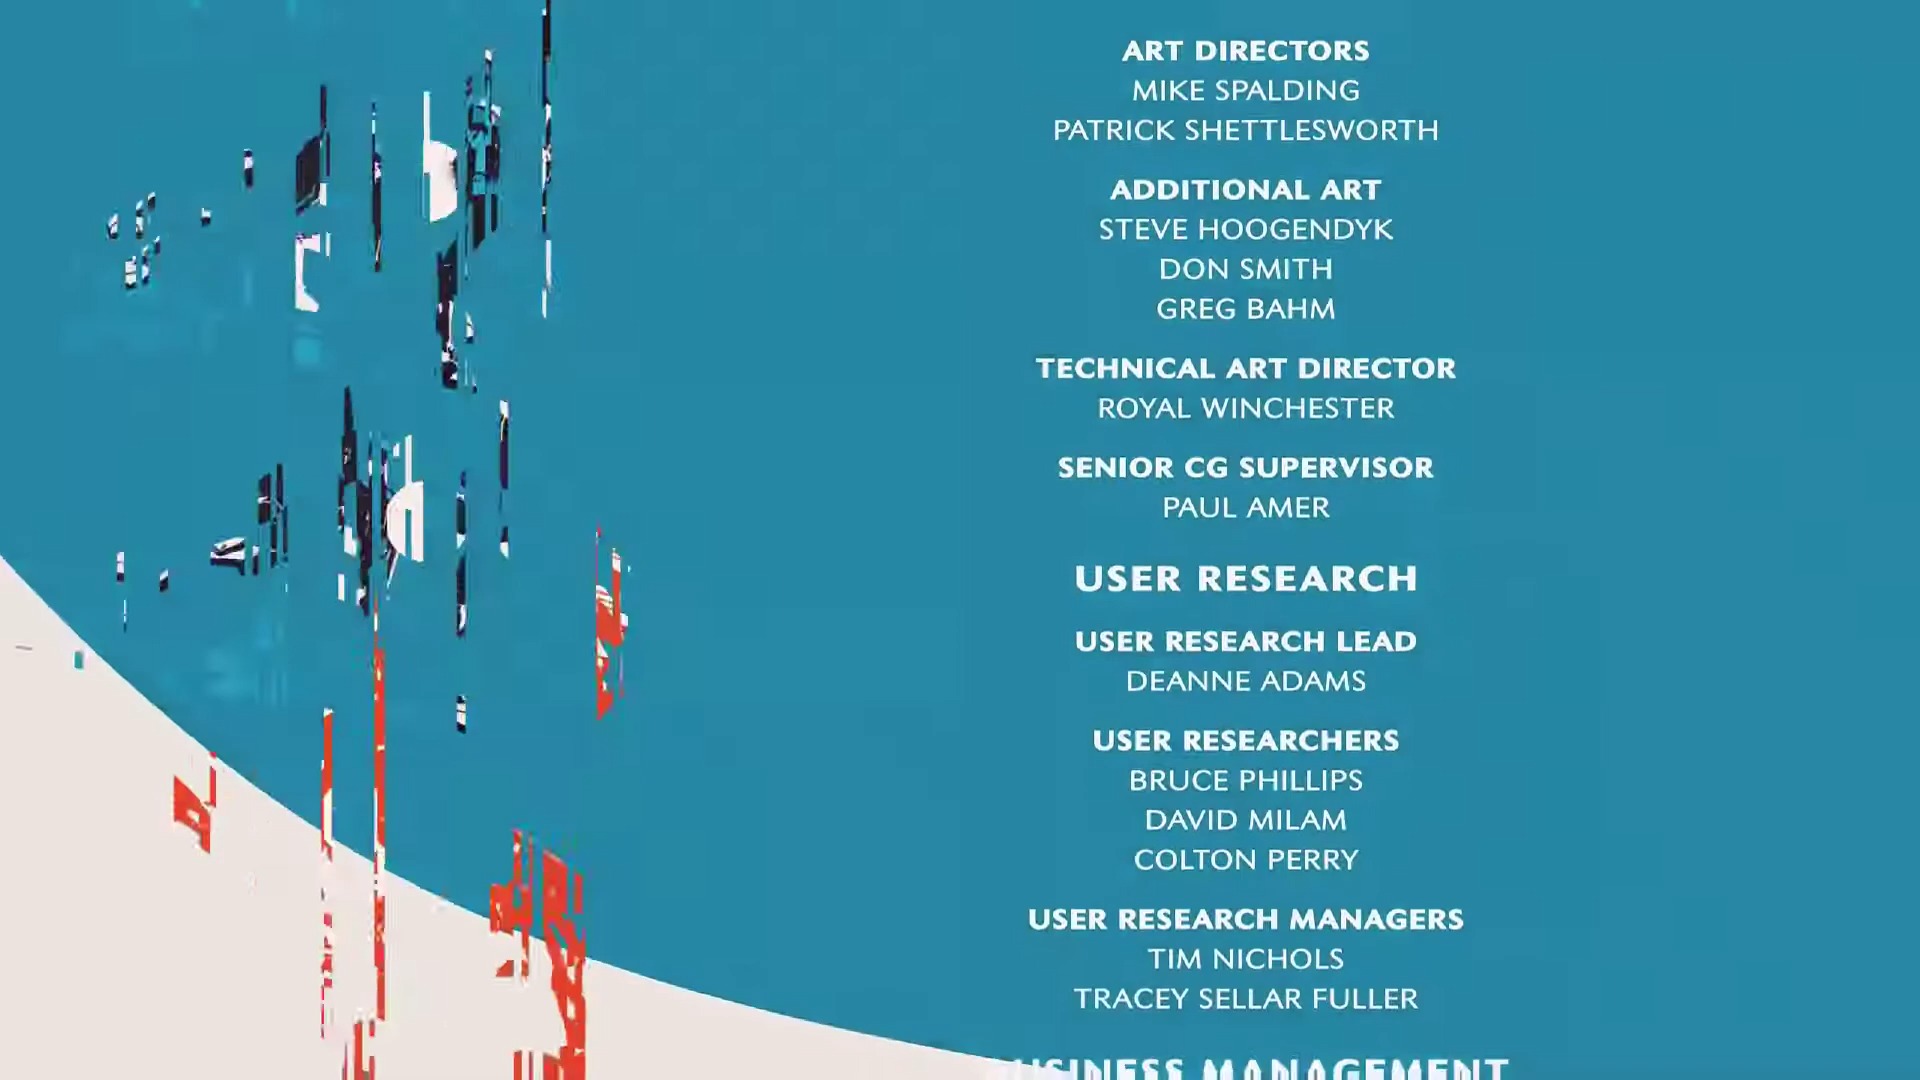 ART DIRECTORS
MIKE SPALDING
PATRICK SHETTLESWORTH
ADDITIONAL ART
STEVE HOOGENDYK
DON SMITH
GREG BAHM
TECHNICAL ART DIRECTOR
ROYAL WINCHESTER
SENIOR CG SUPERVISOR
PAUL AMER
USER RESEARCH
USER RESEARCH LEAD
DEANNE ADAMS
USER RESEARCHERS
BRUCE PHILLIPS
DAVID MILAM
COLTON PERRY
USER RESEARCH MANAGERS
TIM NICHOLS
TRACEY SELLAR FULLER
BUSINESS MANAGEMENT